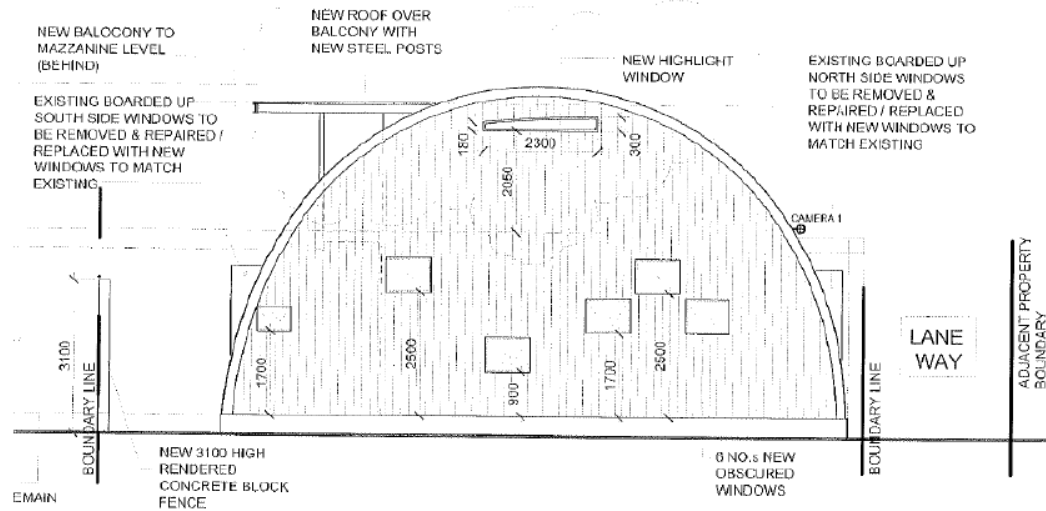 NEW BALOCONY TO
MAZZANINE LEVEL
(BEHIND)
NEW ROOF OVER
BALCONY WITH
NEW STEEL POSTS
NEW HIGHLIGHT
WINDOW
EXISTING BOARDED UP
NORTH SIDE WINDOWS
TO BE REMOVED &
REPAIRED / REPLACED
WITH NEW WINDOWS TO
MATCH EXISTING
EXISTING BOARDED UP
SOUTH SIDE WINDOWS TO
BE REMOVED & REPAIRED /
REPLACED WITH NEW
WINDOWS TO MATCH
EXISTING
180
2300
300
2050
CAMERA 1
3100
BOUNDARY LINE
1700
2500
900
1700
2500
BOUNDARY LINE
LANE
WAY
ADJACENT PROPERTY
BOUNDARY
NEW 3100 HIGH
RENDERED
CONCRETE BLOCK
FENCE
6 NO.s NEW
OBSCURED
WINDOWS
EMAIN